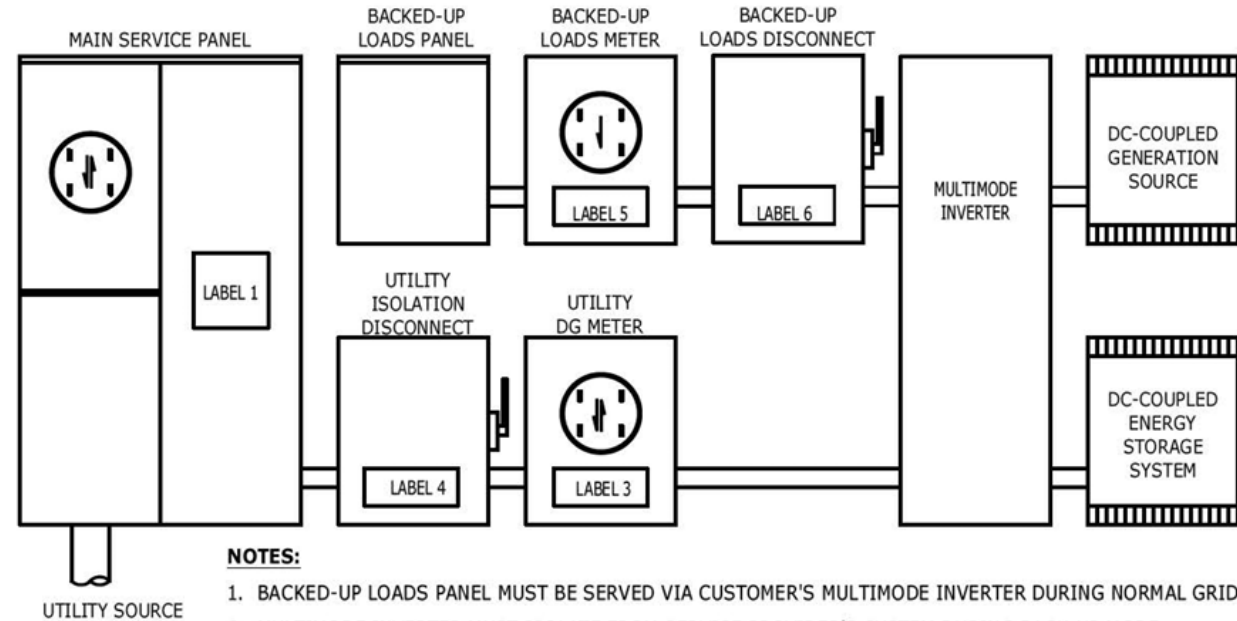 MAIN SERVICE PANEL
BACKED-UP
LOADS PANEL
BACKED-UP
LOADS METER
BACKED-UP
LOADS DISCONNECT
LABEL 1
LABEL 5
LABEL 6
MULTIMODE
INVERTER
DC-COUPLED
GENERATION
SOURCE
UTILITY
ISOLATION
DISCONNECT
UTILITY
DG METER
LABEL 4
LABEL 3
DC-COUPLED
ENERGY
STORAGE
SYSTEM
UTILITY SOURCE
NOTES:
1. BACKED-UP LOADS PANEL MUST BE SERVED VIA CUSTOMER'S MULTIMODE INVERTER DURING NORMAL GRID